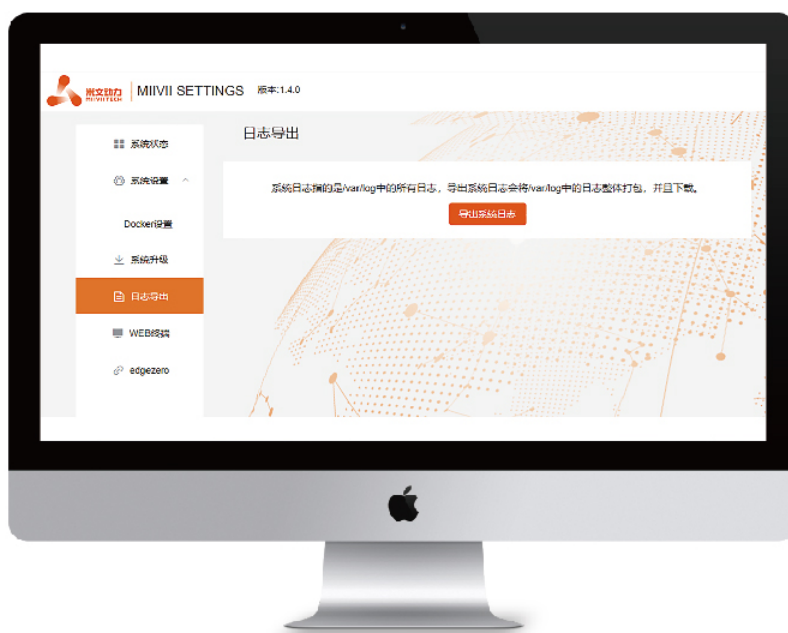 米文动力
MIIVIITECH
MIIVII SETTINGS 版本:1.4.0
系统状态
系统设置
Docker设置
系统升级
日志导出
WEB终端
edgezero
日志导出
系统日志指的是/var/log中的所有日志，导出系统日志会将/var/log中的日志整体打包，并且下载。
导出系统日志